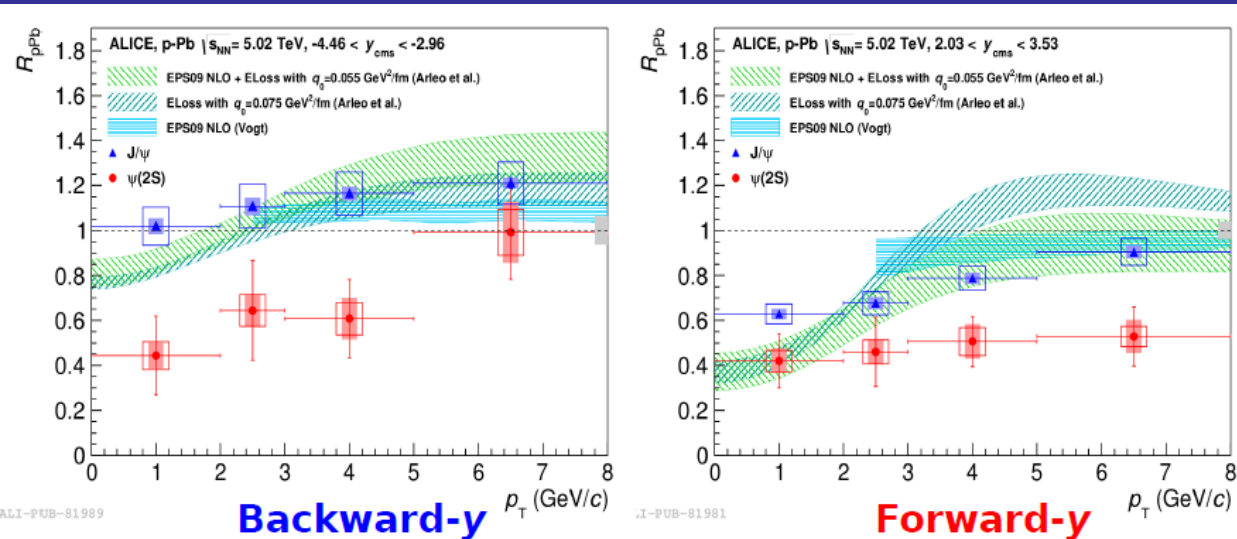 ALICE, p-Pb √sNN= 5.02 TeV, -4.46 < ycms < -2.96
EPS09 NLO + ELoss with q0=0.055 GeV²/fm (Arleo et al.)
ELoss with q0=0.075 GeV²/fm (Arleo et al.)
EPS09 NLO (Vogt)
J/ψ
ψ(2S)
RpPb
1.8
1.6
1.4
1.2
1
0.8
0.6
0.4
0.2
0
0 1 2 3 4 5 6 7 8
pT (GeV/c)
ALI-PUB-81989
Backward-y
ALICE, p-Pb √sNN= 5.02 TeV, 2.03 < ycms < 3.53
EPS09 NLO + ELoss with q0=0.055 GeV²/fm (Arleo et al.)
ELoss with q0=0.075 GeV²/fm (Arleo et al.)
EPS09 NLO (Vogt)
J/ψ
ψ(2S)
RpPb
1.8
1.6
1.4
1.2
1
0.8
0.6
0.4
0.2
0
0 1 2 3 4 5 6 7 8
pT (GeV/c)
I-PUB-81981
Forward-y